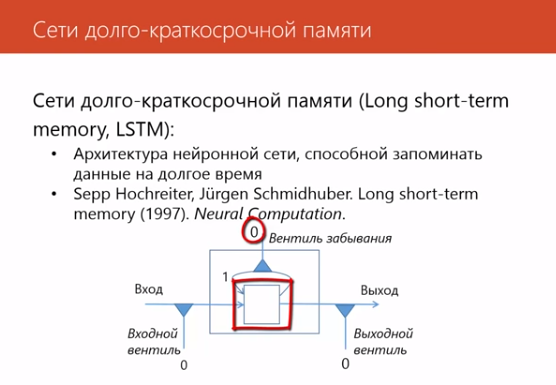 Сети долго-краткосрочной памяти
Сети долго-краткосрочной памяти (Long short-term
memory, LSTM):
• Архитектура нейронной сети, способной запоминать
данные на долгое время
• Sepp Hochreiter, Jürgen Schmidhuber. Long short-term
memory (1997). Neural Computation.
0 Вентиль забывания
1
Вход
Выход
Входной
вентиль
0
Выходной
вентиль
0